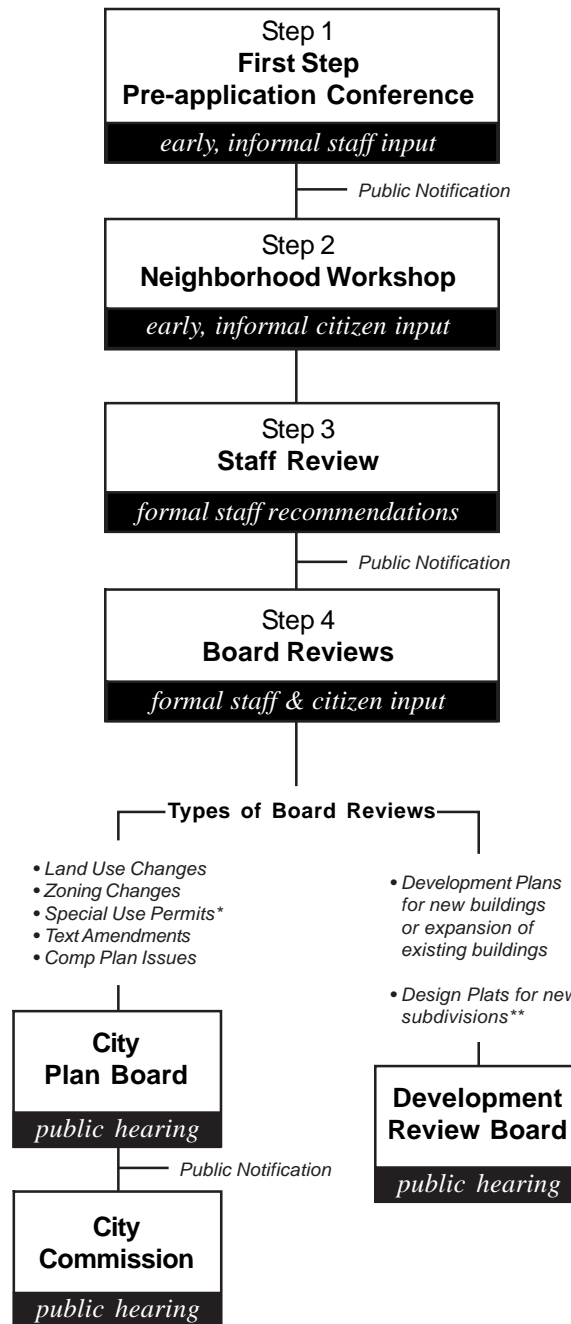 Step 1
First Step
Pre-application Conference
early, informal staff input
Public Notification
Step 2
Neighborhood Workshop
early, informal citizen input
Step 3
Staff Review
formal staff recommendations
Public Notification
Step 4
Board Reviews
formal staff & citizen input
Types of Board Reviews
• Land Use Changes
• Zoning Changes
• Special Use Permits*
• Text Amendments
• Comp Plan Issues
City
Plan Board
public hearing
Public Notification
City
Commission
public hearing
• Development Plans
for new buildings
or expansion of
existing buildings
• Design Plats for new
subdivisions**
Development
Review Board
public hearing